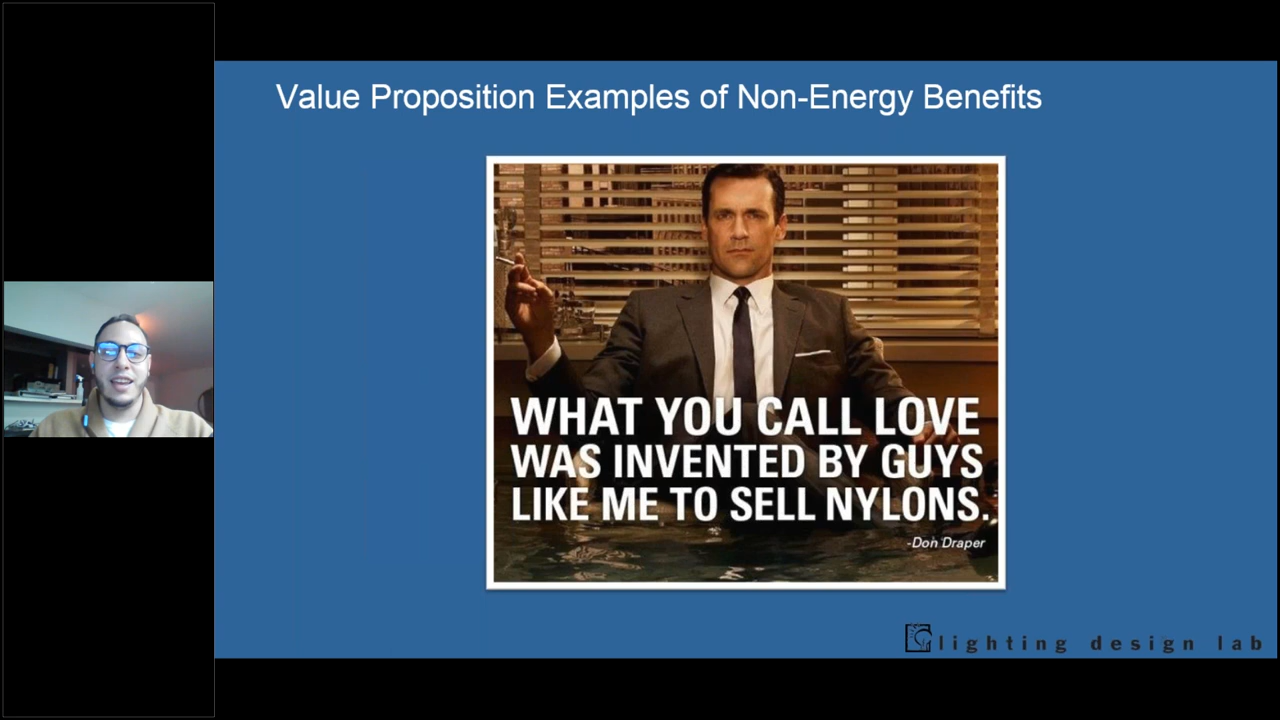 Value Proposition Examples of Non-Energy Benefits
WHAT YOU CALL LOVE
WAS INVENTED BY GUYS
LIKE ME TO SELL NYLONS.
-Don Draper
lighting design lab